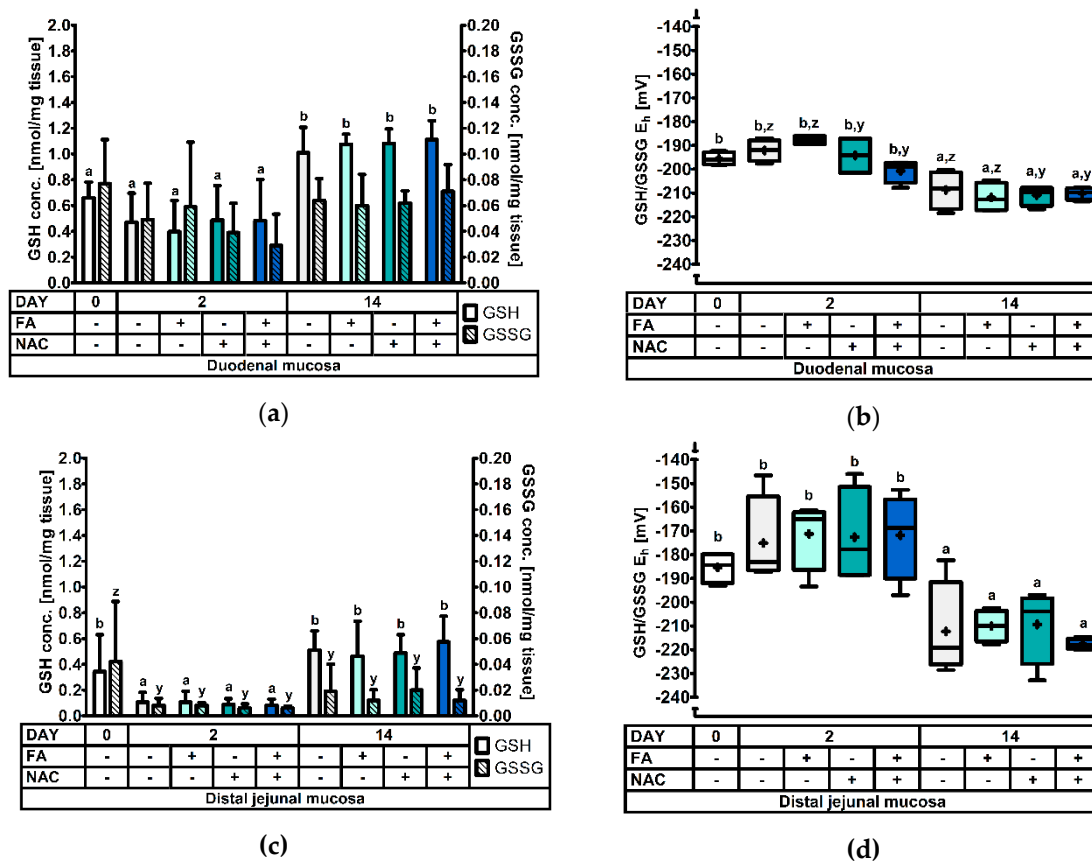 GSH conc. [nmol/mg tissue]
2.0
1.8
1.6
1.4
1.2
1.0
0.8
0.6
0.4
0.2
0.0
a a a a a b b b b
0.20
0.18
0.16
0.14
0.12
0.10
0.08
0.06
0.04
0.02
0.00
GSSG conc. [nmol/mg tissue]
DAY 0 2 14
FA - - + - + - + - +
NAC - - - + + - - + +
Duodenal mucosa
GSH
GSSG
(a)
GSH/GSSG Eh [mV]
-140
-150
-160
-170
-180
-190
-200
-210
-220
-230
-240
b b,z b,z b,y b,y a,z a,z a,y a,y
DAY 0 2 14
FA - - + - + - + - +
NAC - - - + + - - + +
Duodenal mucosa
(b)
GSH conc. [nmol/mg tissue]
2.0
1.8
1.6
1.4
1.2
1.0
0.8
0.6
0.4
0.2
0.0
b z a y a y a y a y b y b y b y b y
0.20
0.18
0.16
0.14
0.12
0.10
0.08
0.06
0.04
0.02
0.00
GSSG conc. [nmol/mg tissue]
DAY 0 2 14
FA - - + - + - + - +
NAC - - - + + - - + +
Distal jejunal mucosa
GSH
GSSG
(c)
GSH/GSSG Eh [mV]
-140
-150
-160
-170
-180
-190
-200
-210
-220
-230
-240
b b b b b a a a a
DAY 0 2 14
FA - - + - + - + - +
NAC - - - + + - - + +
Distal jejunal mucosa
(d)